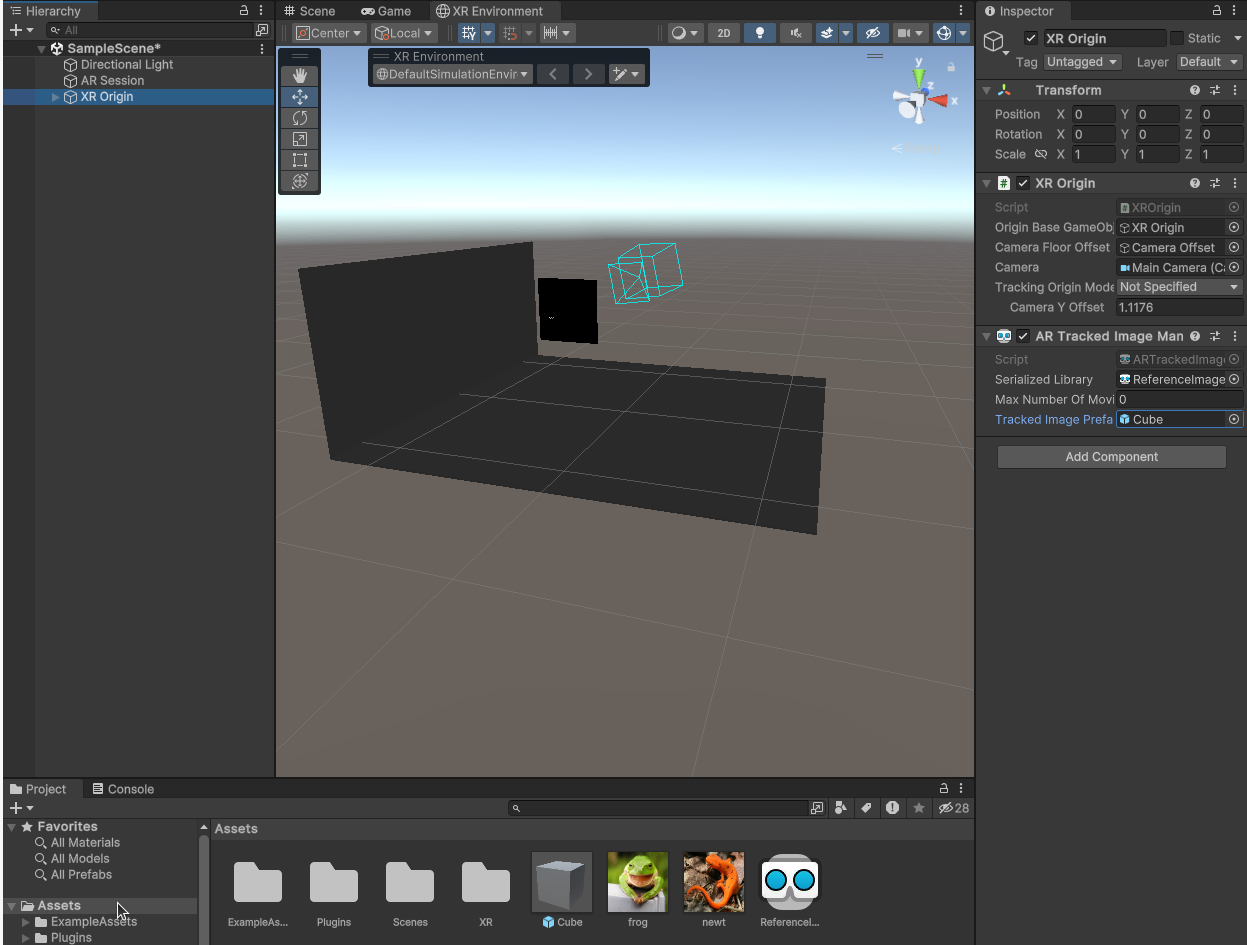 Hierarchy
All
SampleScene*
Directional Light
AR Session
XR Origin
Scene
Game
XR Environment
Center
Local
2D
XR Environment
DefaultSimulationEnvir
y
z
x
Inspector
XR Origin
Static
Tag
Untagged
Layer
Default
Transform
Position X 0 Y 0 Z 0
Rotation X 0 Y 0 Z 0
Scale X 1 Y 1 Z 1
XR Origin
Script
XROrigin
Origin Base GameOb
XR Origin
Camera Floor Offset
Camera Offset
Camera
Main Camera (Ca
Tracking Origin Mode
Not Specified
Camera Y Offset
1.1176
AR Tracked Image Man
Script
ARTrackedImag
Serialized Library
ReferenceImage
Max Number Of Movi
0
Tracked Image Prefa
Cube
Add Component
Project
Console
28
Favorites
All Materials
All Models
All Prefabs
Assets
ExampleAssets
Plugins
Assets
ExampleAs...
Plugins
Scenes
XR
Cube
frog
newt
ReferenceI...